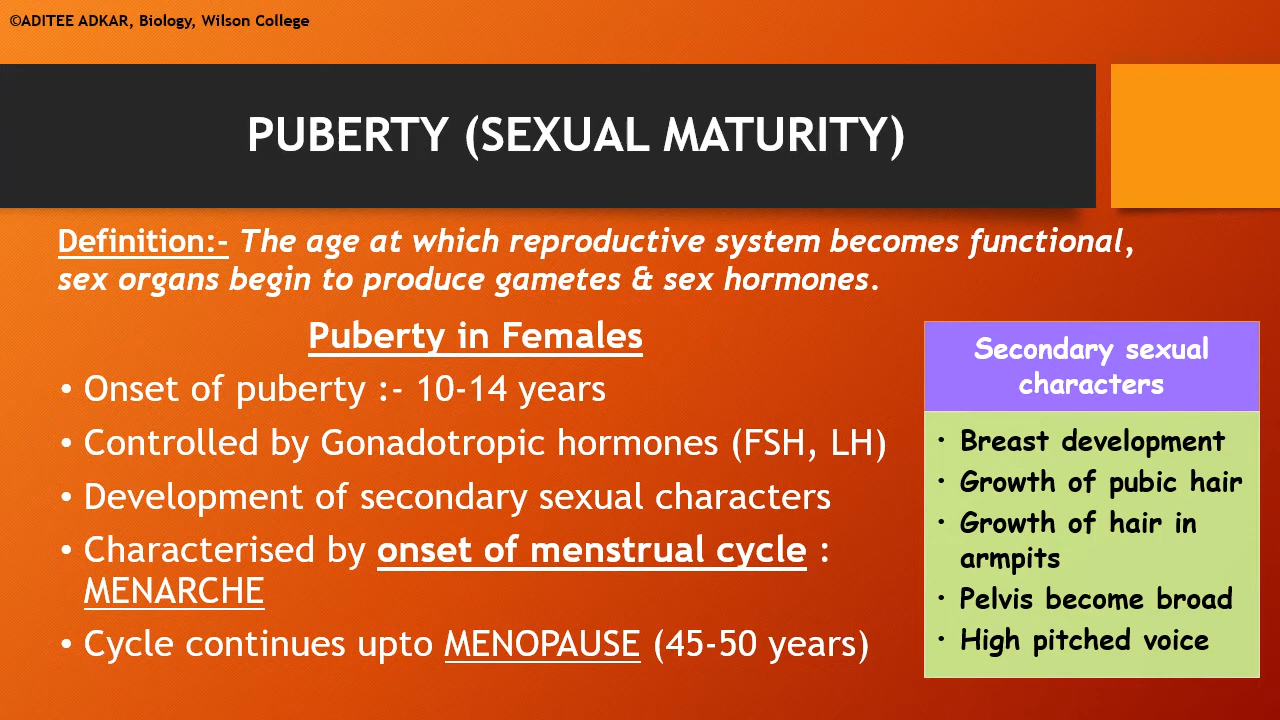 ©ADITEE ADKAR, Biology, Wilson College
PUBERTY (SEXUAL MATURITY)
Definition:- The age at which reproductive system becomes functional,
sex organs begin to produce gametes & sex hormones.
Puberty in Females
• Onset of puberty :- 10-14 years
• Controlled by Gonadotropic hormones (FSH, LH)
• Development of secondary sexual characters
• Characterised by onset of menstrual cycle :
MENARCHE
• Cycle continues upto MENOPAUSE (45-50 years)
Secondary sexual
characters
• Breast development
• Growth of pubic hair
• Growth of hair in
armpits
• Pelvis become broad
• High pitched voice